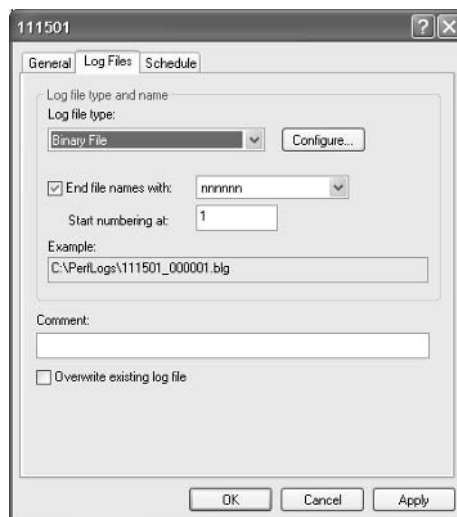 111501
General Log Files Schedule
Log file type and name
Log file type:
Binary File Configure...
End file names with: nnnnnn
Start numbering at: 1
Example:
C:\PerfLogs\111501_000001.blg
Comment:
Overwrite existing log file
OK Cancel Apply